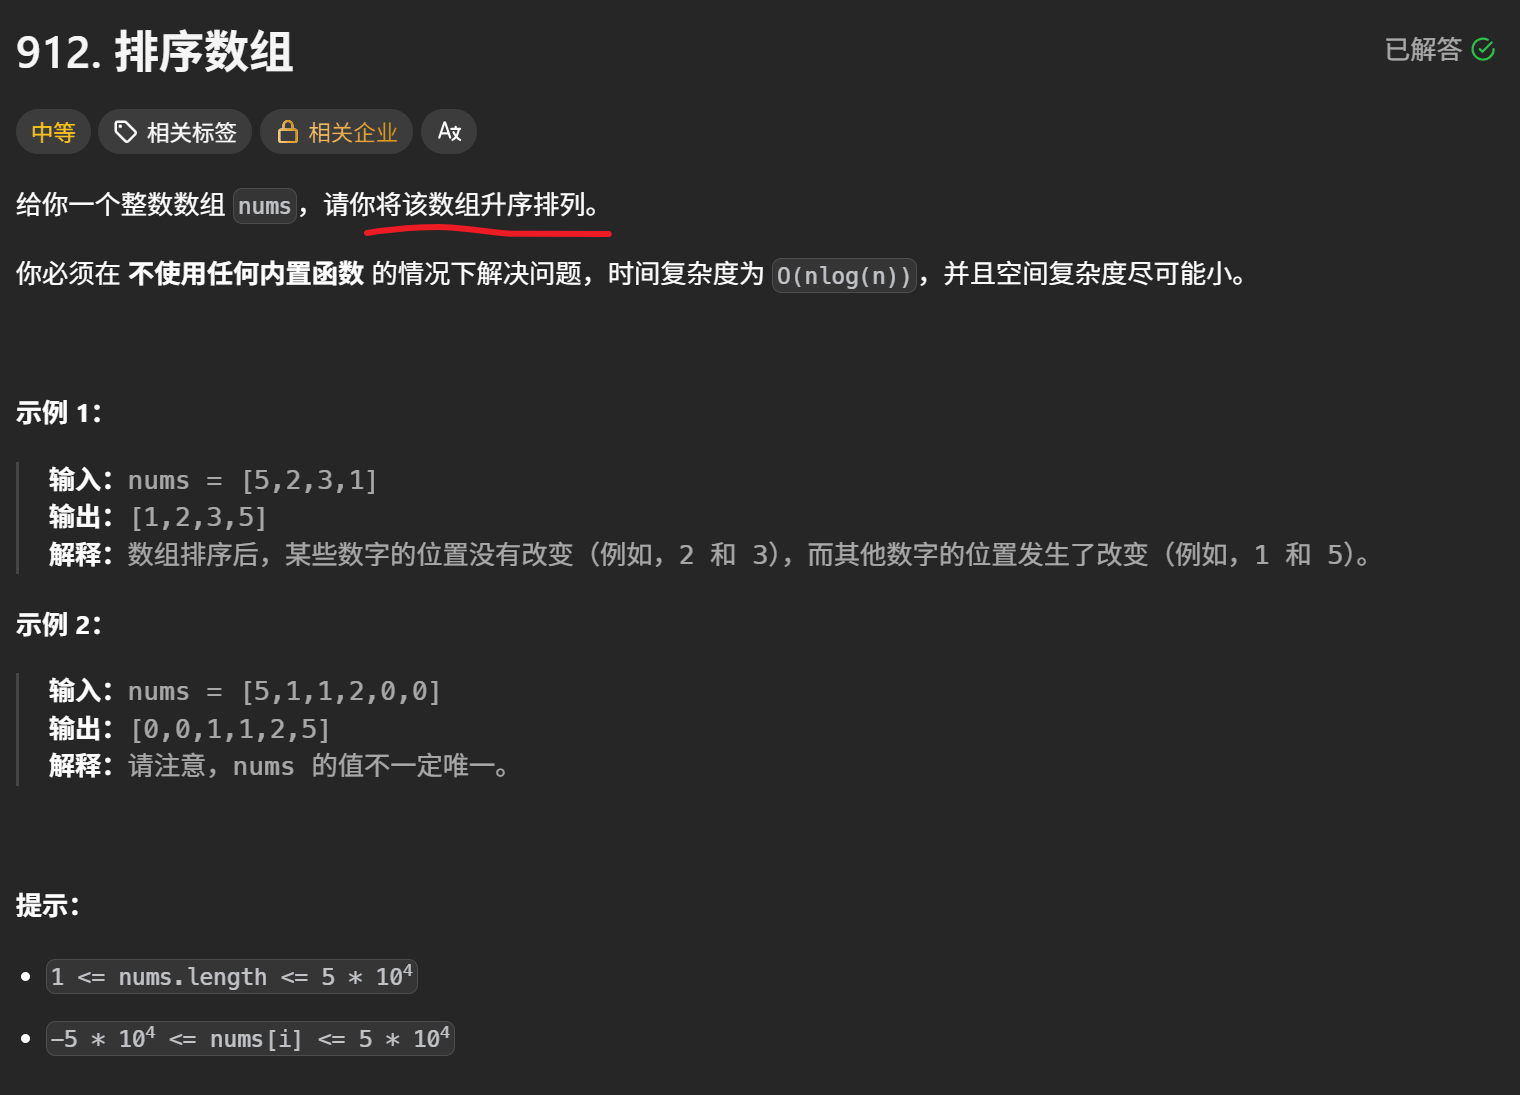 912. 排序数组
已解答
中等
相关标签
相关企业
给你一个整数数组 nums，请你将该数组升序排列。
你必须在 不使用任何内置函数 的情况下解决问题，时间复杂度为 O(nlog(n))，并且空间复杂度尽可能小。
示例 1：
输入：nums = [5,2,3,1]
输出：[1,2,3,5]
解释：数组排序后，某些数字的位置没有改变（例如，2 和 3），而其他数字的位置发生了改变（例如，1 和 5）。
示例 2：
输入：nums = [5,1,1,2,0,0]
输出：[0,0,1,1,2,5]
解释：请注意，nums 的值不一定唯一。
提示：
1 <= nums.length <= 5 * 10⁴
-5 * 10⁴ <= nums[i] <= 5 * 10⁴